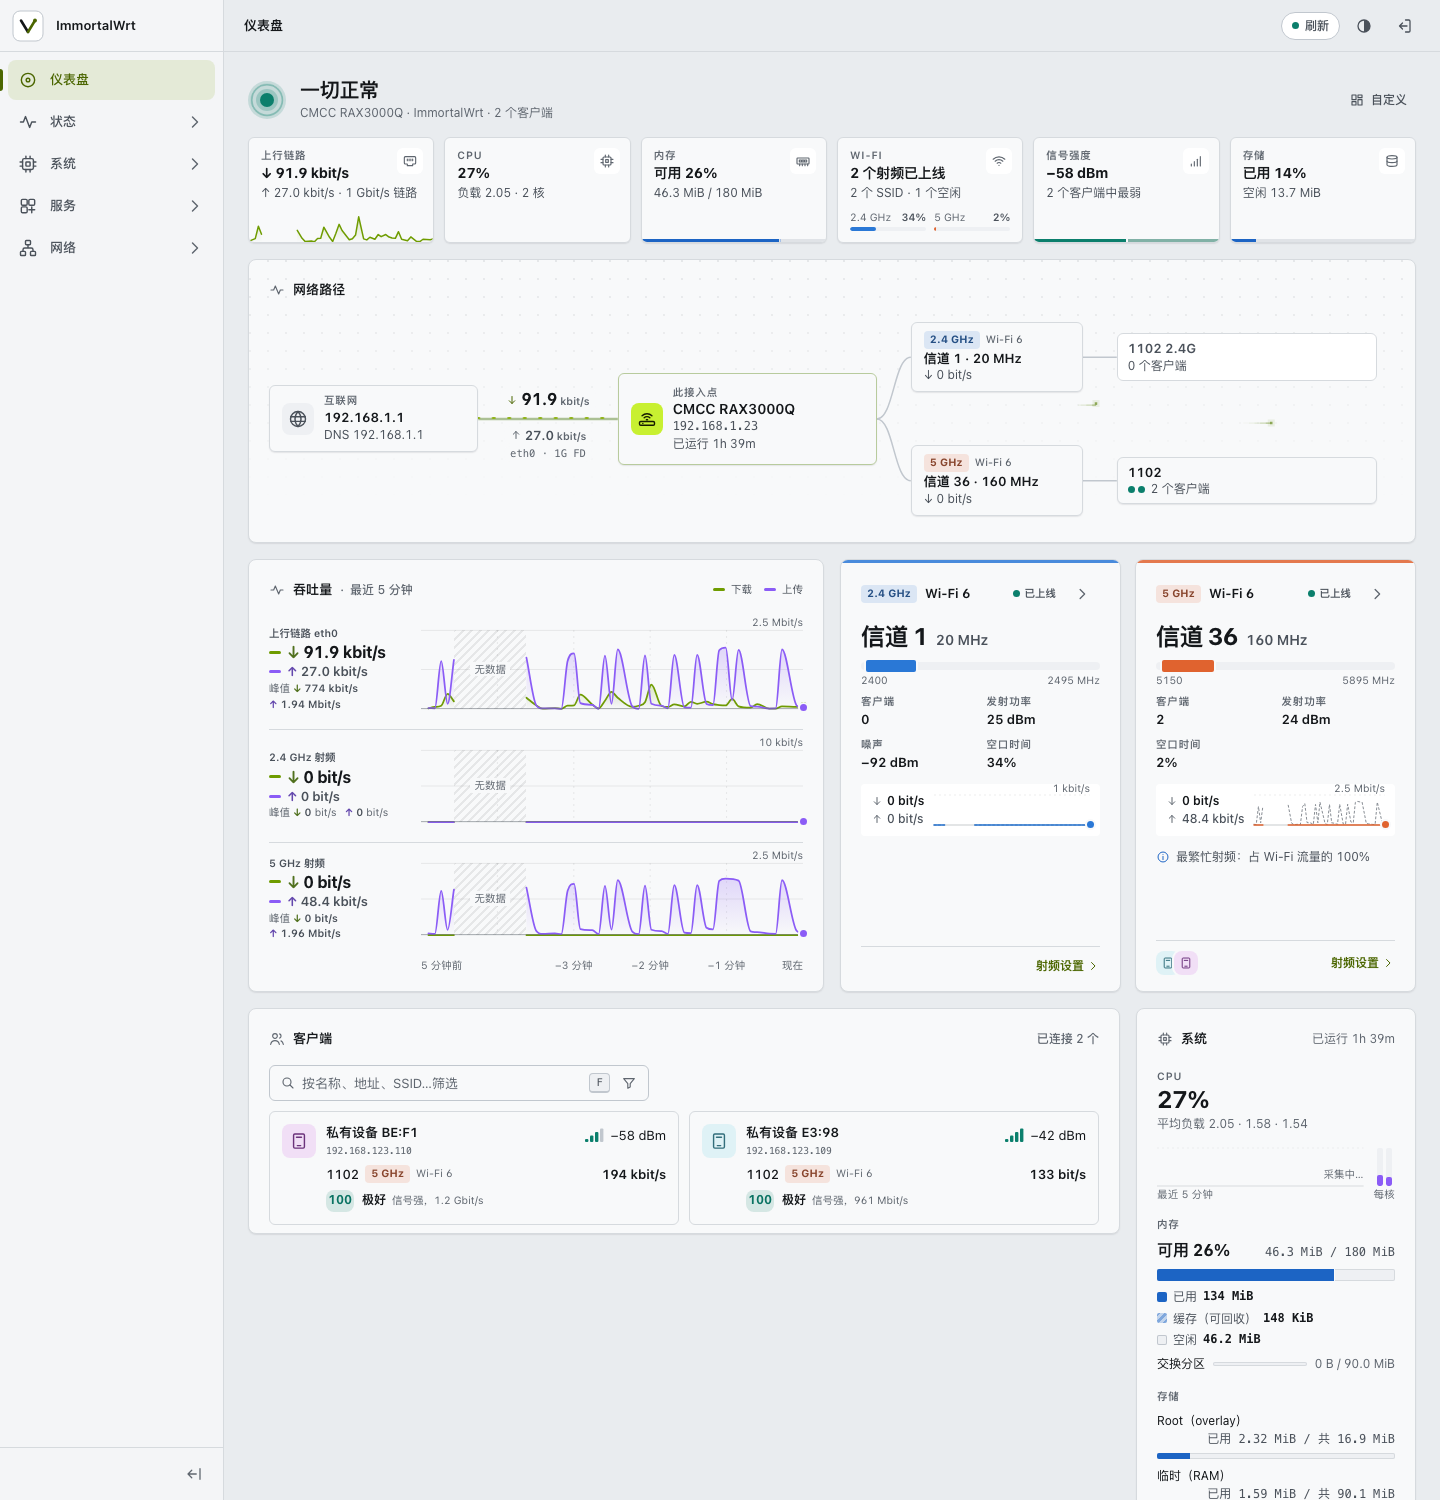 ImmortalWrt
仪表盘
刷新
仪表盘
状态
系统
服务
网络
一切正常
CMCC RAX3000Q · ImmortalWrt · 2 个客户端
自定义
上行链路
↓ 91.9 kbit/s
↑ 27.0 kbit/s · 1 Gbit/s 链路
CPU
27%
负载 2.05 · 2 核
内存
可用 26%
46.3 MiB / 180 MiB
WI-FI
2 个射频已上线
2 个 SSID · 1 个空闲
2.4 GHz 34% 5 GHz 2%
信号强度
−58 dBm
2 个客户端中最弱
存储
已用 14%
空闲 13.7 MiB
网络路径
互联网
192.168.1.1
DNS 192.168.1.1
↓ 91.9 kbit/s
↑ 27.0 kbit/s
eth0 · 1G FD
此接入点
CMCC RAX3000Q
192.168.1.23
已运行 1h 39m
2.4 GHz Wi-Fi 6
信道 1 · 20 MHz
↓ 0 bit/s
1102 2.4G
0 个客户端
5 GHz Wi-Fi 6
信道 36 · 160 MHz
↓ 0 bit/s
1102
2 个客户端
吞吐量 · 最近 5 分钟
下载 上传
上行链路 eth0
↓ 91.9 kbit/s
↑ 27.0 kbit/s
峰值 ↓ 774 kbit/s
↑ 1.94 Mbit/s
2.5 Mbit/s
无数据
2.4 GHz 射频
↓ 0 bit/s
↑ 0 bit/s
峰值 ↓ 0 bit/s ↑ 0 bit/s
10 kbit/s
无数据
5 GHz 射频
↓ 0 bit/s
↑ 48.4 kbit/s
峰值 ↓ 0 bit/s
↑ 1.96 Mbit/s
2.5 Mbit/s
无数据
5 分钟前 −3 分钟 −2 分钟 −1 分钟 现在
2.4 GHz Wi-Fi 6 已上线
信道 1 20 MHz
2400 2495 MHz
客户端 发射功率
0 25 dBm
噪声 空口时间
−92 dBm 34%
1 kbit/s
↓ 0 bit/s
↑ 0 bit/s
射频设置
5 GHz Wi-Fi 6 已上线
信道 36 160 MHz
5150 5895 MHz
客户端 发射功率
2 24 dBm
空口时间
2%
2.5 Mbit/s
↓ 0 bit/s
↑ 48.4 kbit/s
最繁忙射频：占 Wi-Fi 流量的 100%
射频设置
客户端 已连接 2 个
按名称、地址、SSID…筛选 F
私有设备 BE:F1 −58 dBm
192.168.123.110
1102 5 GHz Wi-Fi 6 194 kbit/s
100 极好 信号强，1.2 Gbit/s
私有设备 E3:98 −42 dBm
192.168.123.109
1102 5 GHz Wi-Fi 6 133 bit/s
100 极好 信号强，961 Mbit/s
系统 已运行 1h 39m
CPU
27%
平均负载 2.05 · 1.58 · 1.54
采集中…
最近 5 分钟 每核
内存
可用 26% 46.3 MiB / 180 MiB
已用 134 MiB
缓存（可回收） 148 KiB
空闲 46.2 MiB
交换分区 0 B / 90.0 MiB
存储
Root（overlay）
已用 2.32 MiB / 共 16.9 MiB
临时（RAM）
已用 1.59 MiB / 共 90.1 MiB